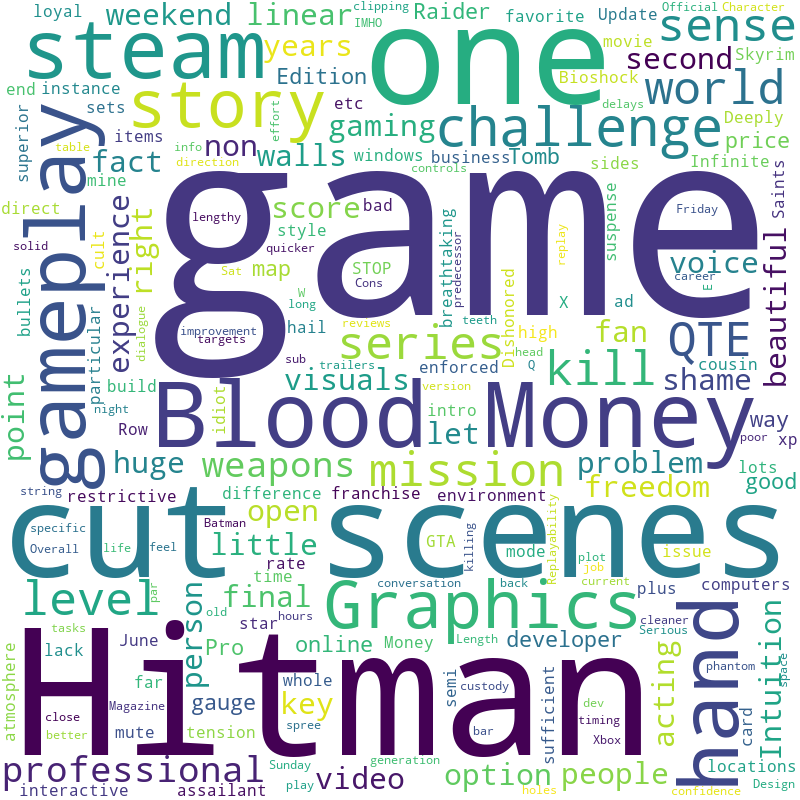 loyal weekend linear clipping Official Character
IMHO Raider favorite Update sense
steam years one movie second Skyrim
end instance Edition Bioshock world
superior sets story etc gaming challenge delays Deeply
items effort price
table fact non info walls windows business Tomb sides Infinite
mine direction controls
direct right lengthy score bad game Friday suspense Saints
gameplay cult experience style breathtaking predecessor replay voice
solid quicker map STOP Cons career E
bullets Sat long W X ad beautiful
particular dialogue improvement hail reviews series teeth Dishonored high fan QTE
targets sub trailers head cousin
build visuals enforced Q kill shame
point night idiot Blood Money version intro let way xp
Row poor
huge weapons mission problem lots good
string restrictive difference franchise environment freedom
specific cut Batman open scenes killing Replayability issue
Overall life feel little GTA mode plot job
rate conversation back current plus computers
level par person final time Graphics cleaner Serious
old star hours
tasks June Pro online Money Length developer hand Intuition
atmosphere lack Hitman phantom space
far whole semi custody sufficient acting card
Magazine gauge key dev timing locations
close mute spree bar Xbox
better tension
professional Sunday video generation option people Design
interactive assailant play holes confidence